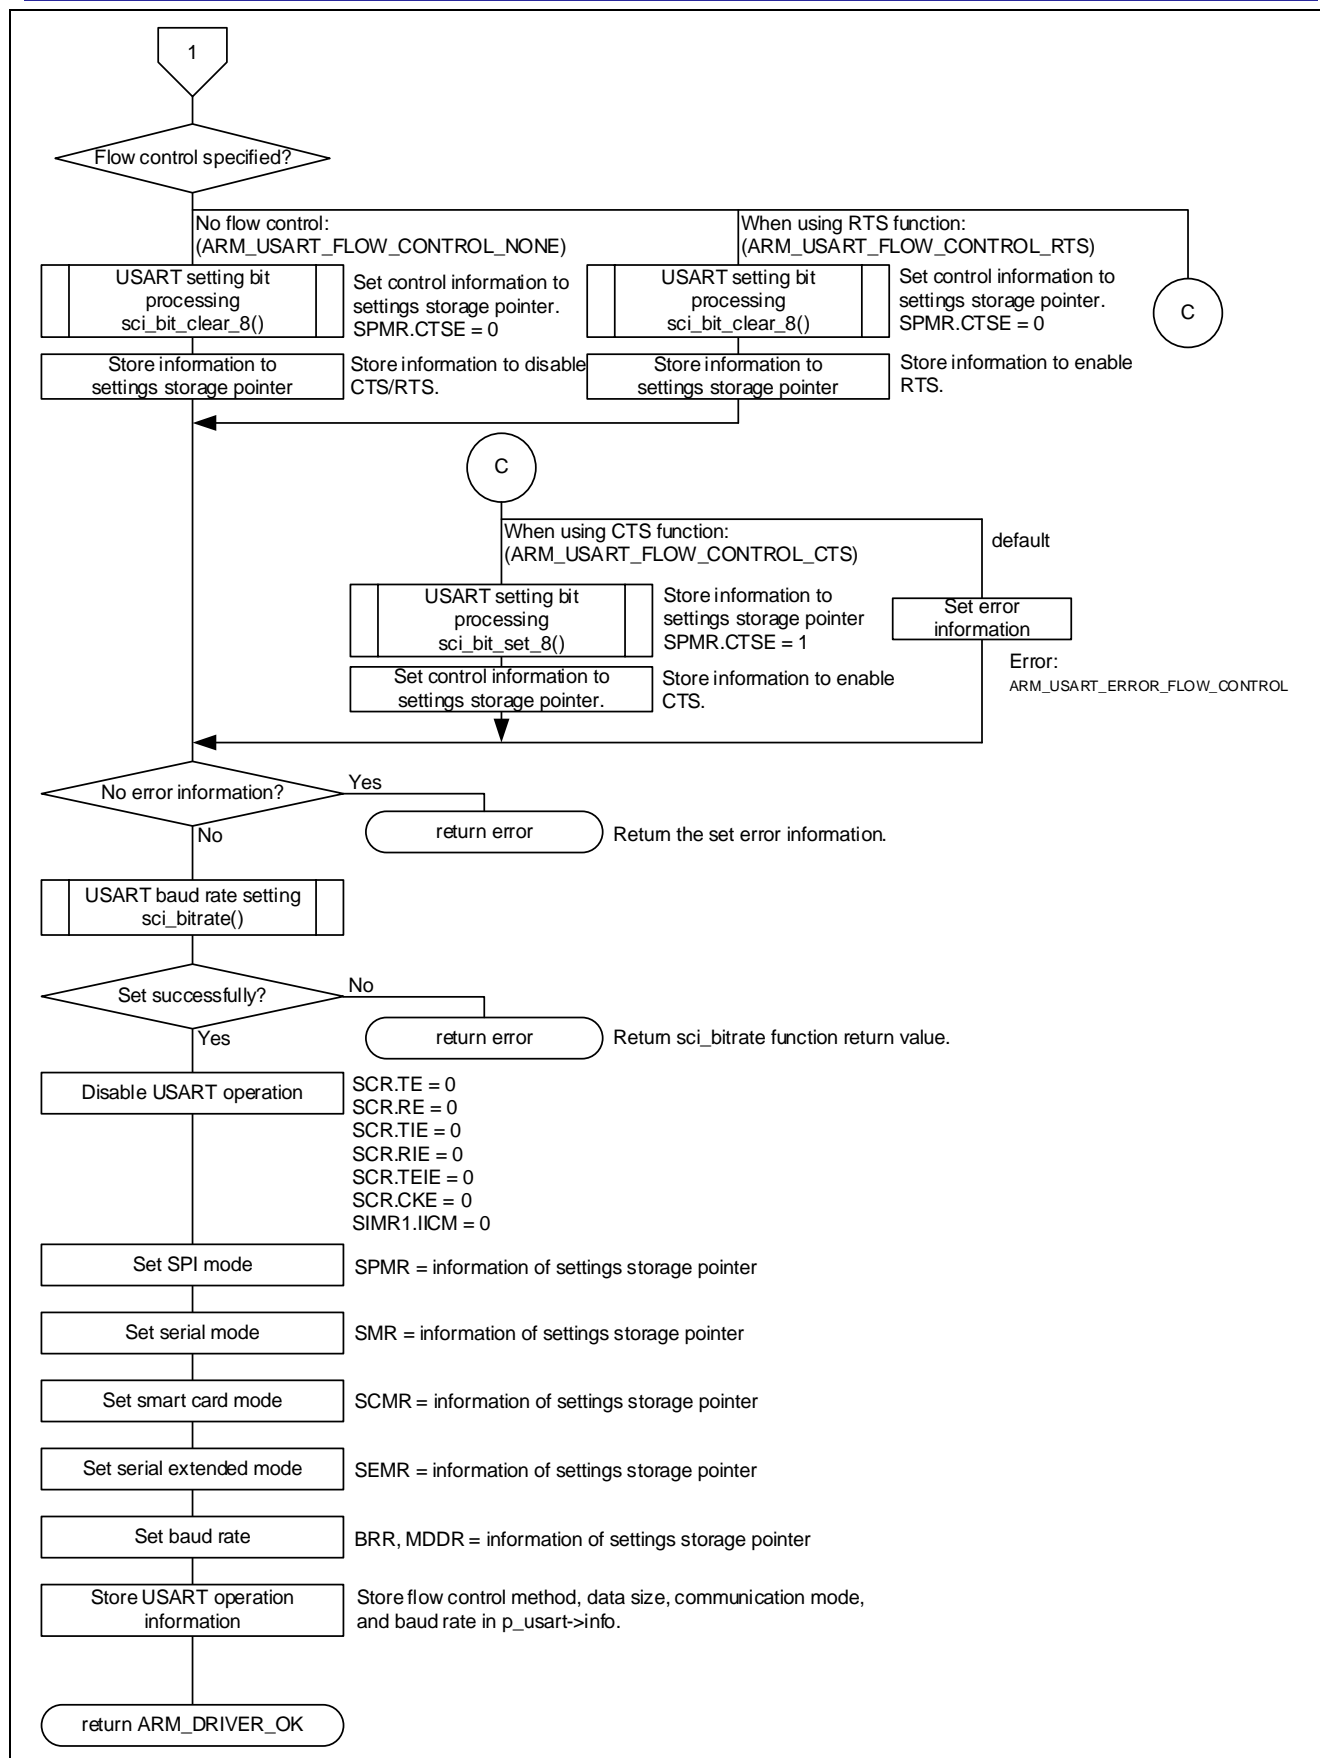 1
Flow control specified?
No flow control:
(ARM_USART_FLOW_CONTROL_NONE)
When using RTS function:
(ARM_USART_FLOW_CONTROL_RTS)
USART setting bit
processing
sci_bit_clear_8()
Set control information to
settings storage pointer.
SPMR.CTSE = 0
USART setting bit
processing
sci_bit_clear_8()
Set control information to
settings storage pointer.
SPMR.CTSE = 0
C
Store information to
settings storage pointer
Store information to disable
CTS/RTS.
Store information to
settings storage pointer
Store information to enable
RTS.
C
When using CTS function:
(ARM_USART_FLOW_CONTROL_CTS)
default
USART setting bit
processing
sci_bit_set_8()
Store information to
settings storage pointer
SPMR.CTSE = 1
Set error
information
Error:
ARM_USART_ERROR_FLOW_CONTROL
Set control information to
settings storage pointer.
Store information to enable
CTS.
No error information?
Yes
No
return error
Return the set error information.
USART baud rate setting
sci_bitrate()
Set successfully?
No
Yes
return error
Return sci_bitrate function return value.
Disable USART operation
SCR.TE = 0
SCR.RE = 0
SCR.TIE = 0
SCR.RIE = 0
SCR.TEIE = 0
SCR.CKE = 0
SIMR1.IICM = 0
Set SPI mode
SPMR = information of settings storage pointer
Set serial mode
SMR = information of settings storage pointer
Set smart card mode
SCMR = information of settings storage pointer
Set serial extended mode
SEMR = information of settings storage pointer
Set baud rate
BRR, MDDR = information of settings storage pointer
Store USART operation
information
Store flow control method, data size, communication mode,
and baud rate in p_usart->info.
return ARM_DRIVER_OK